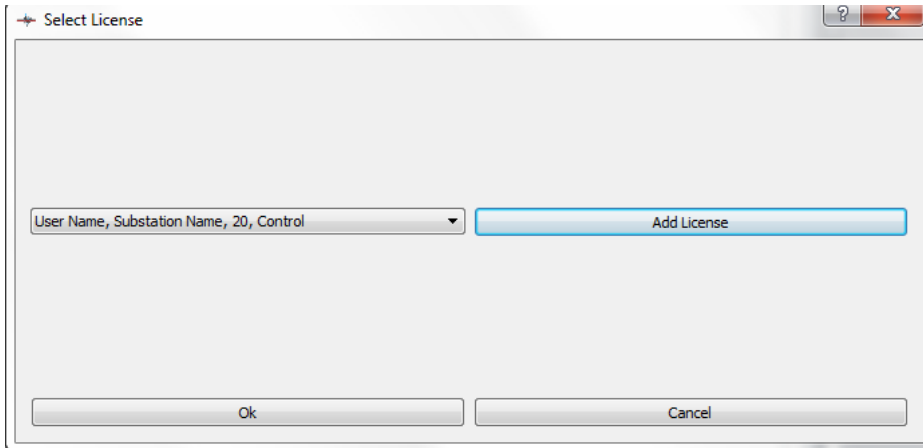 Select License
User Name, Substation Name, 20, Control
Add License
Ok
Cancel